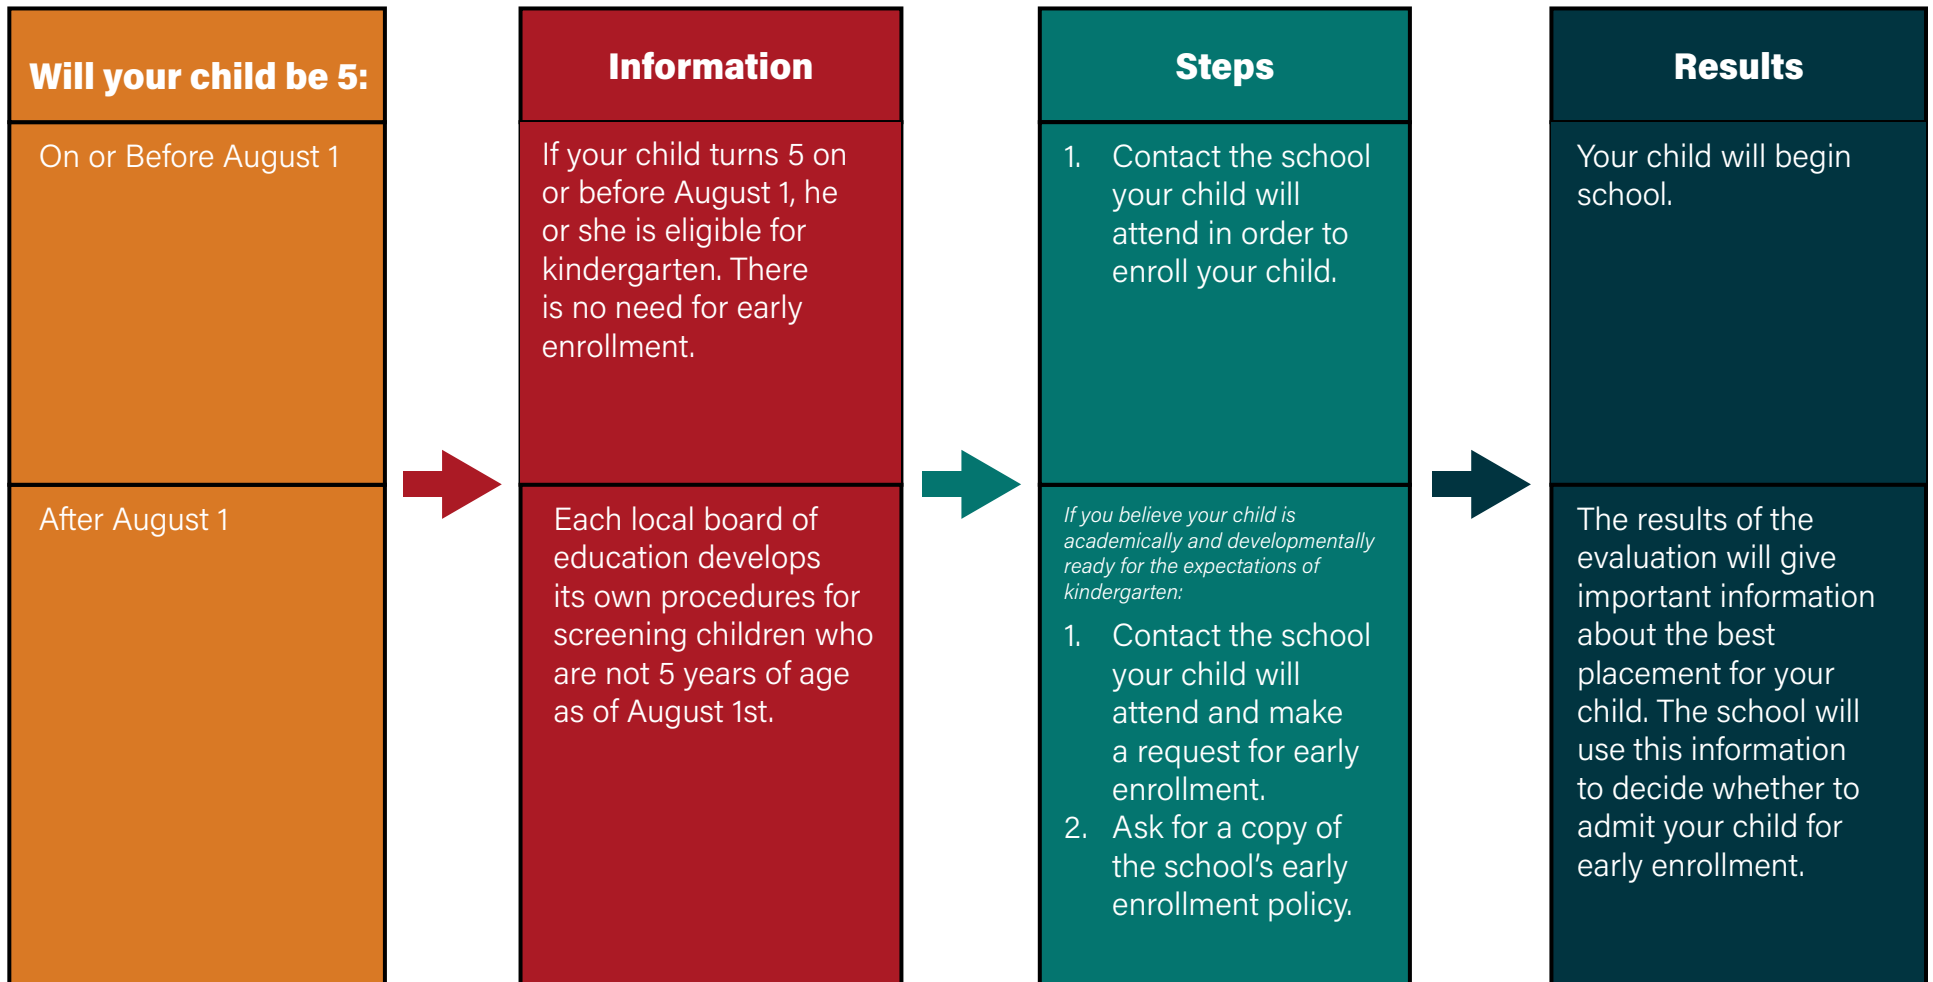 Will your child be 5:
On or Before August 1
After August 1
Information
If your child turns 5 on
or before August 1, he
or she is eligible for
kindergarten. There
is no need for early
enrollment.
Each local board of
education develops
its own procedures for
screening children who
are not 5 years of age
as of August 1st.
Steps
1. Contact the school
your child will
attend in order to
enroll your child.
If you believe your child is
academically and developmentally
ready for the expectations of
kindergarten:
1. Contact the school
your child will
attend and make
a request for early
enrollment.
2. Ask for a copy of
the school’s early
enrollment policy.
Results
Your child will begin
school.
The results of the
evaluation will give
important information
about the best
placement for your
child. The school will
use this information
to decide whether to
admit your child for
early enrollment.